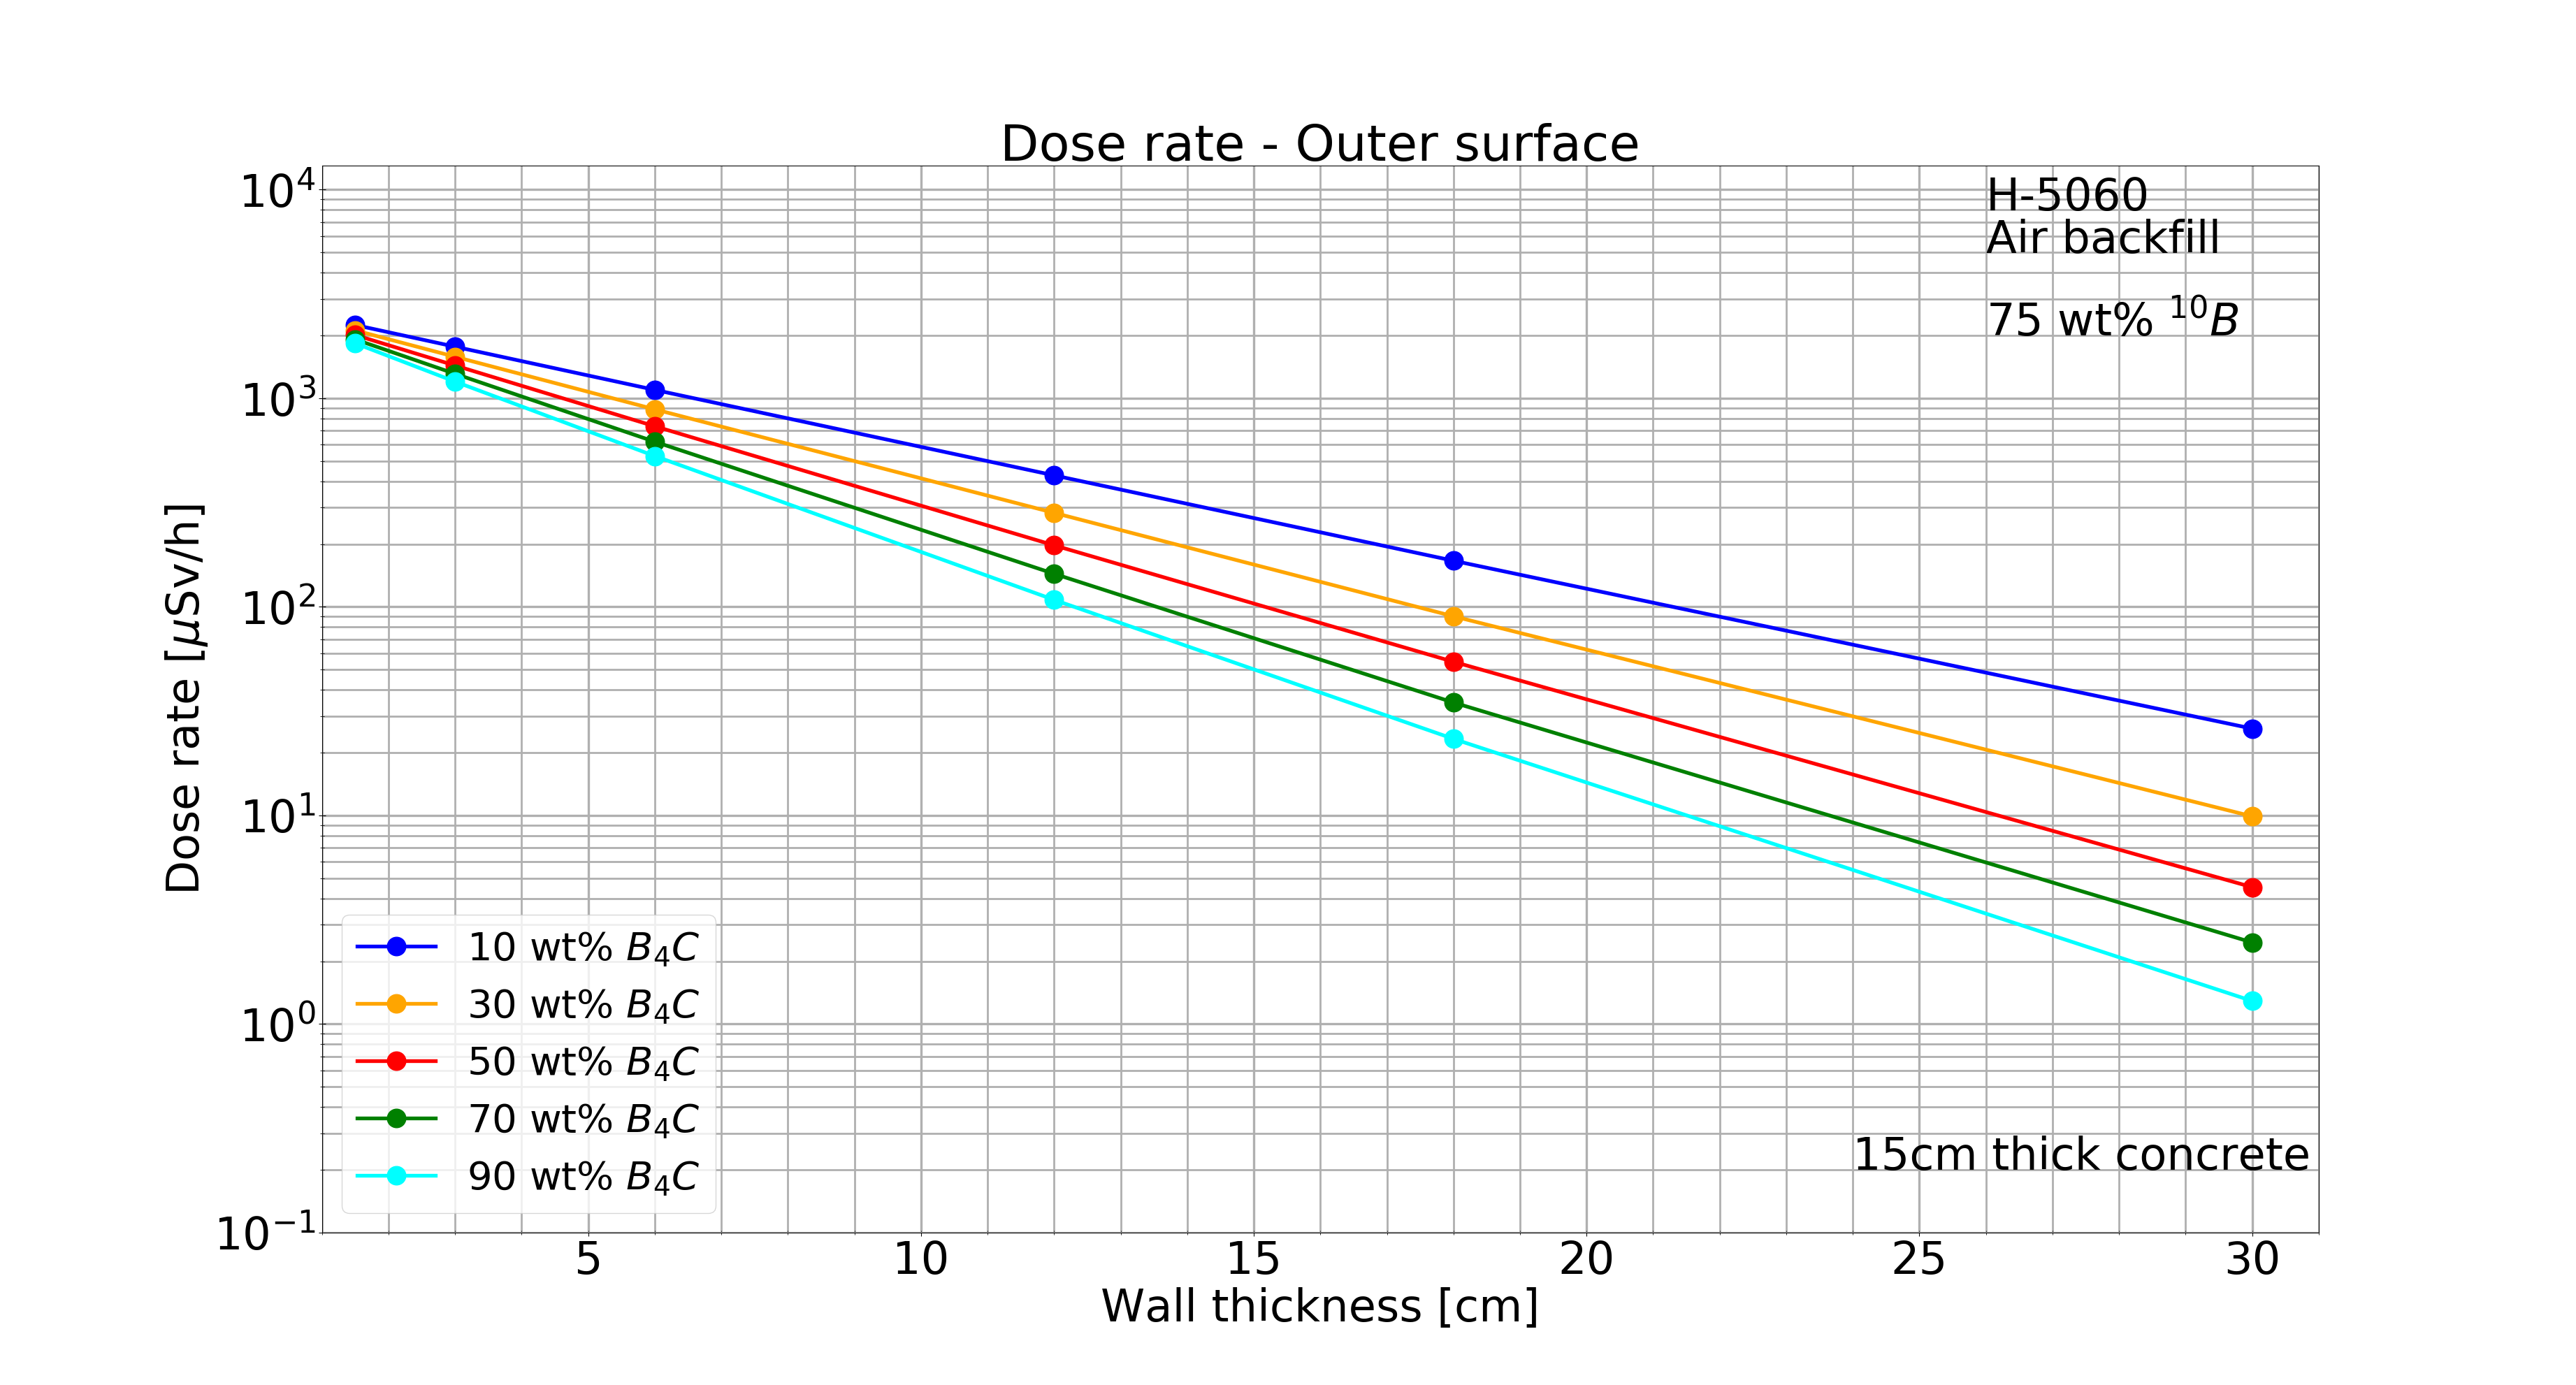 Dose rate - Outer surface
10⁴
10³
10²
10¹
10⁰
10⁻¹
Dose rate [μSv/h]
H-5060
Air backfill
75 wt% ¹⁰B
10 wt% B₄C
30 wt% B₄C
50 wt% B₄C
70 wt% B₄C
90 wt% B₄C
15cm thick concrete
5 10 15 20 25 30
Wall thickness [cm]